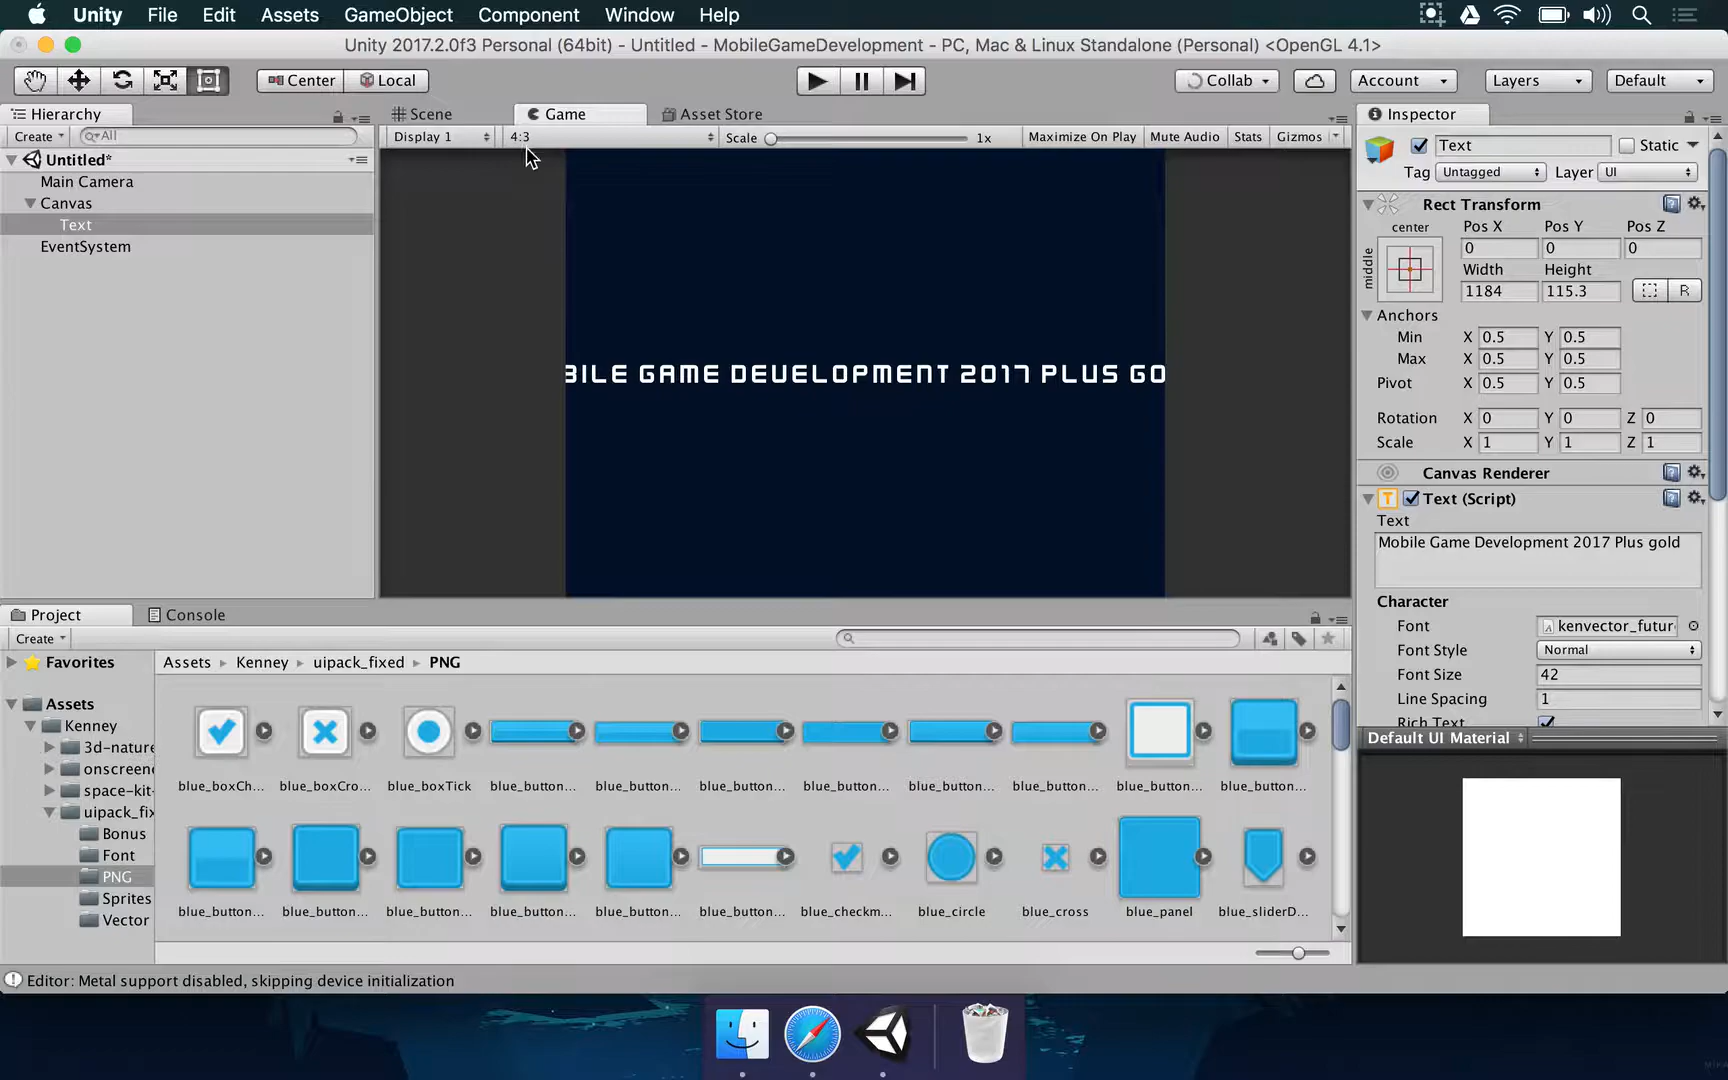 Unity File Edit Assets GameObject Component Window Help
Unity 2017.2.0f3 Personal (64bit) - Untitled - MobileGameDevelopment - PC, Mac & Linux Standalone (Personal) <OpenGL 4.1>
Center Local Collab Account Layers Default
Hierarchy
Create All
Untitled*
Main Camera
Canvas
Text
EventSystem
Scene Game Asset Store
Display 1 4:3 Scale 1x Maximize On Play Mute Audio Stats Gizmos
BILE GAME DEVELOPMENT 2017 PLUS GO
Inspector
Text Static
Tag Untagged Layer UI
Rect Transform
center
middle
Pos X Pos Y Pos Z
0 0 0
Width Height
1184 115.3 R
Anchors
Min X 0.5 Y 0.5
Max X 0.5 Y 0.5
Pivot X 0.5 Y 0.5
Rotation X 0 Y 0 Z 0
Scale X 1 Y 1 Z 1
Canvas Renderer
T Text (Script)
Text
Mobile Game Development 2017 Plus gold
Character
Font kenvector_futur
Font Style Normal
Font Size 42
Line Spacing 1
Rich Text
Default UI Material
Project Console
Create
Favorites
Assets
Kenney
3d-nature
onscreen
space-kit-
uipack_fix
Bonus
Font
PNG
Sprites
Vector
Assets Kenney uipack_fixed PNG
blue_boxCh... blue_boxCro... blue_boxTick blue_button... blue_button... blue_button... blue_button... blue_button... blue_button... blue_button... blue_button...
blue_button... blue_button... blue_button... blue_button... blue_button... blue_button... blue_checkm... blue_circle blue_cross blue_panel blue_sliderD...
Editor: Metal support disabled, skipping device initialization